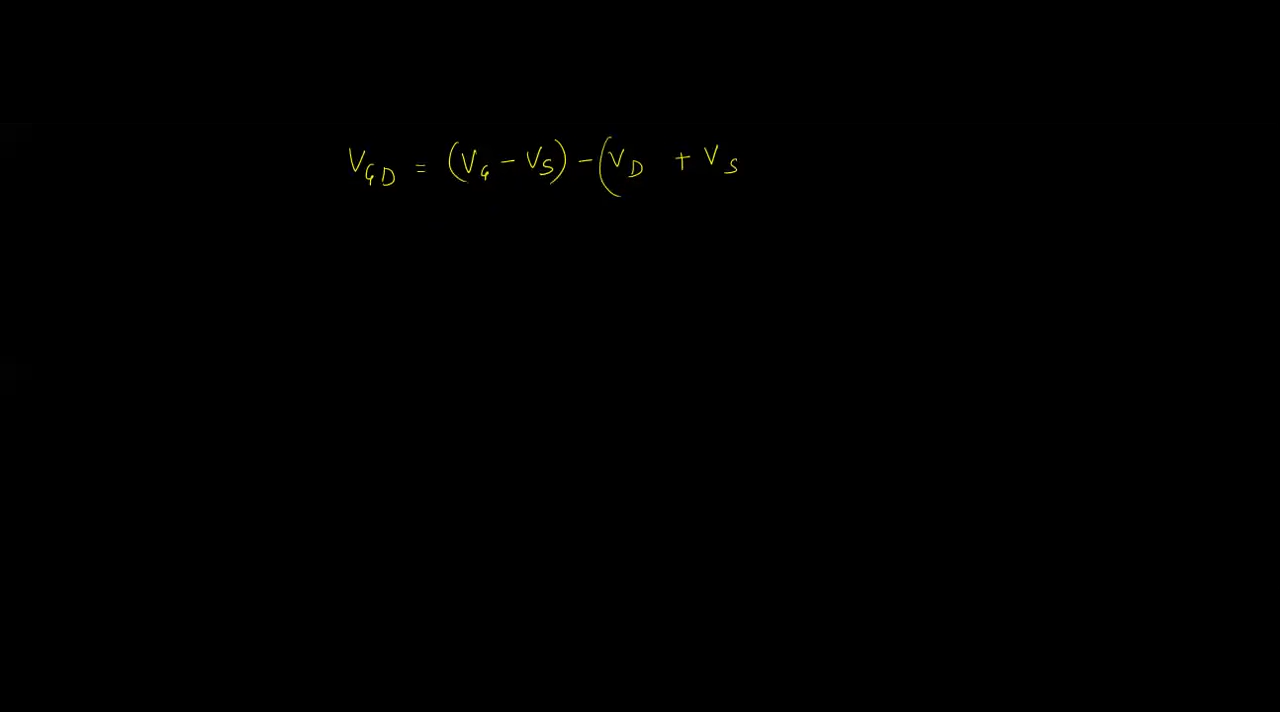 V_GD = (V_G - V_S) - (V_D + V_S